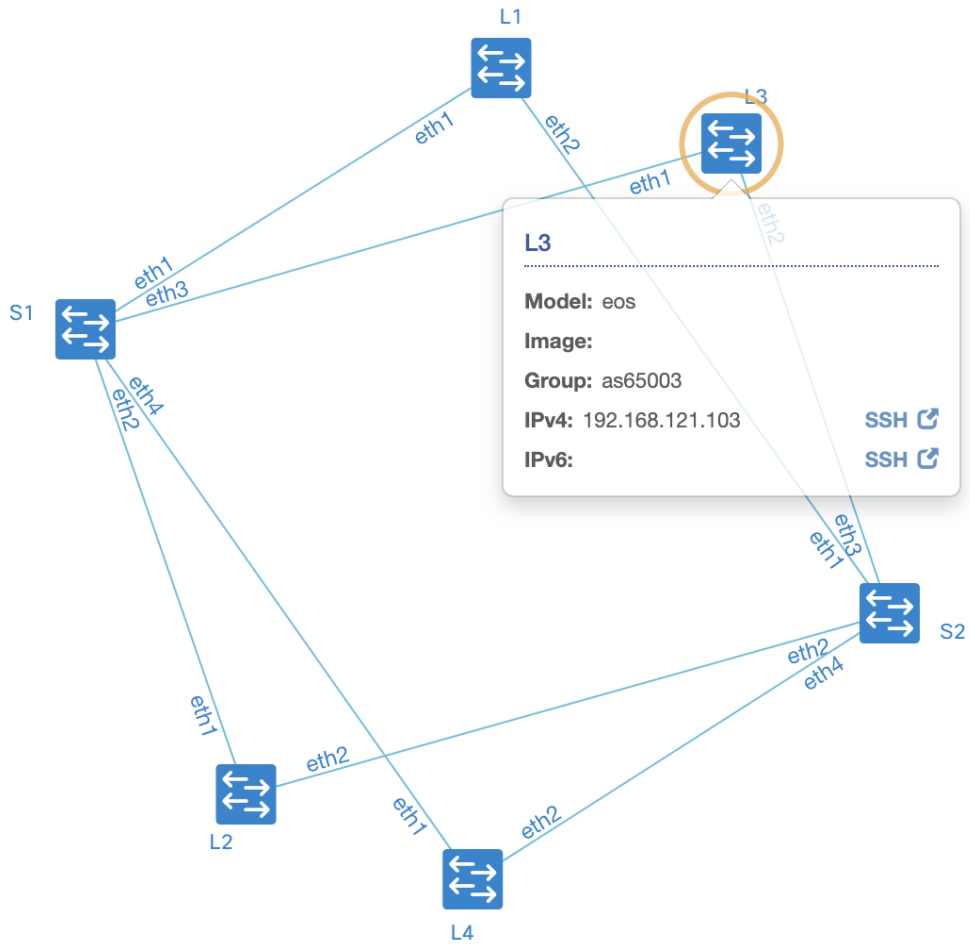 L1
L3
eth1
eth2
eth1
eth2
L3
Model: eos
Image:
Group: as65003
IPv4: 192.168.121.103 SSH
IPv6: SSH
eth1
eth3
S1
eth4
eth2
eth3
eth1
S2
eth2
eth4
eth1
eth2
eth1
eth2
L2
L4